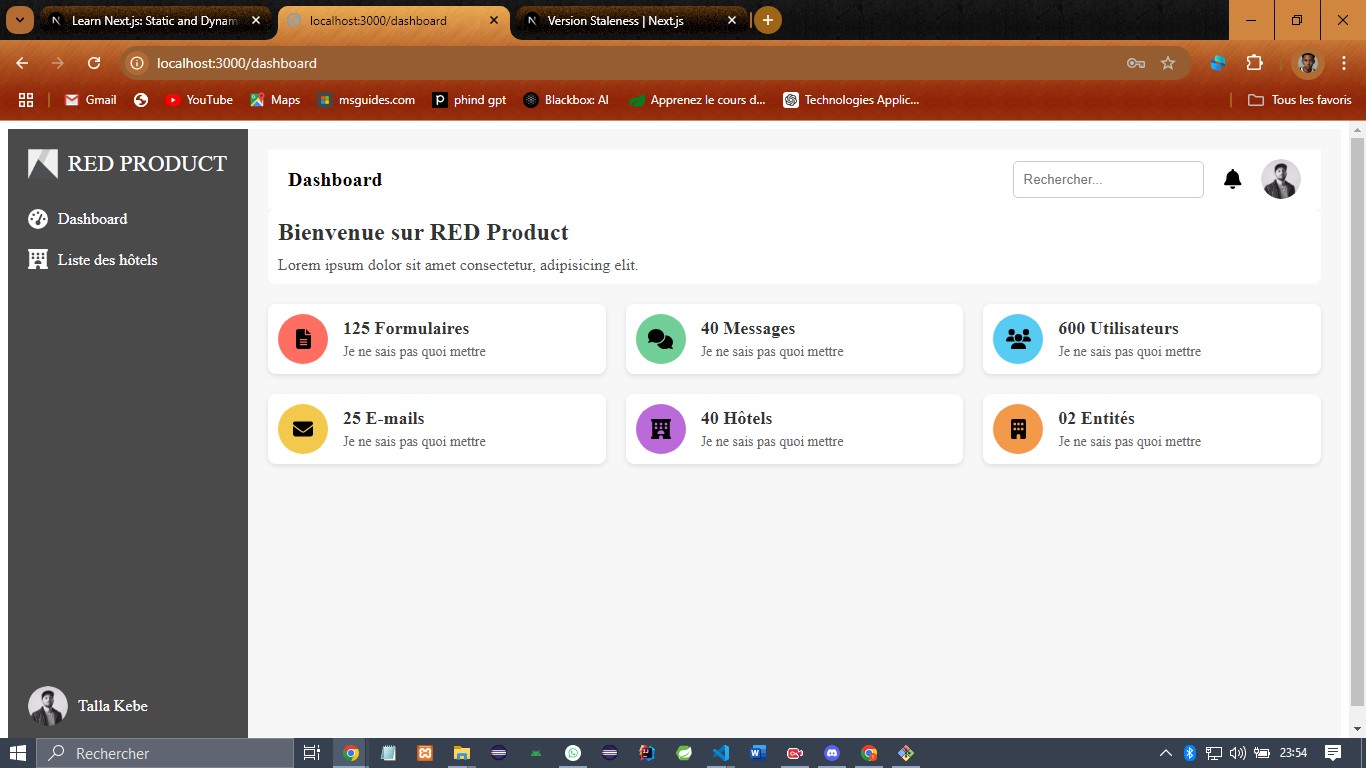 Learn Next.js: Static and Dynam
localhost:3000/dashboard
Version Staleness | Next.js
localhost:3000/dashboard
Gmail
YouTube
Maps
msguides.com
phind gpt
Blackbox: AI
Apprenez le cours d...
Technologies Applic...
Tous les favoris
RED PRODUCT
Dashboard
Liste des hôtels
Talla Kebe
Dashboard
Rechercher...
Bienvenue sur RED Product
Lorem ipsum dolor sit amet consectetur, adipisicing elit.
125 Formulaires
Je ne sais pas quoi mettre
40 Messages
Je ne sais pas quoi mettre
600 Utilisateurs
Je ne sais pas quoi mettre
25 E-mails
Je ne sais pas quoi mettre
40 Hôtels
Je ne sais pas quoi mettre
02 Entités
Je ne sais pas quoi mettre
Rechercher
23:54